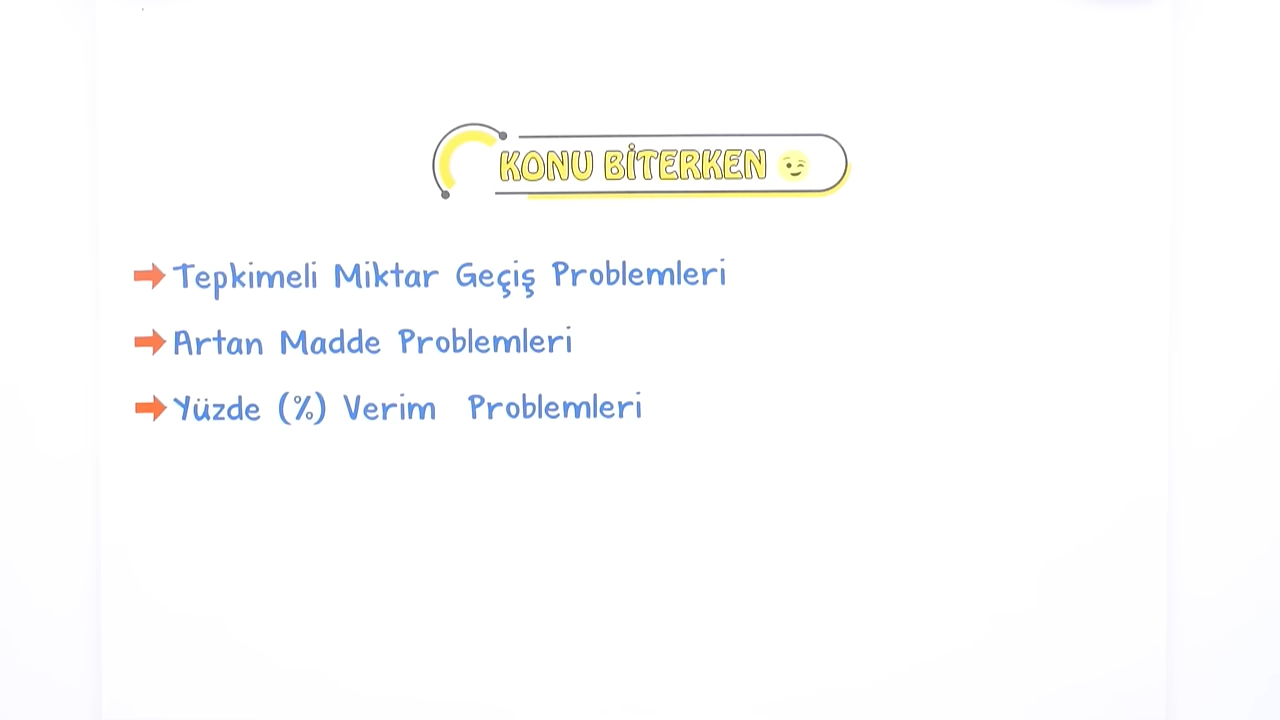 KONU BİTERKEN
Tepkimeli Miktar Geçiş Problemleri
Artan Madde Problemleri
Yüzde (%) Verim Problemleri